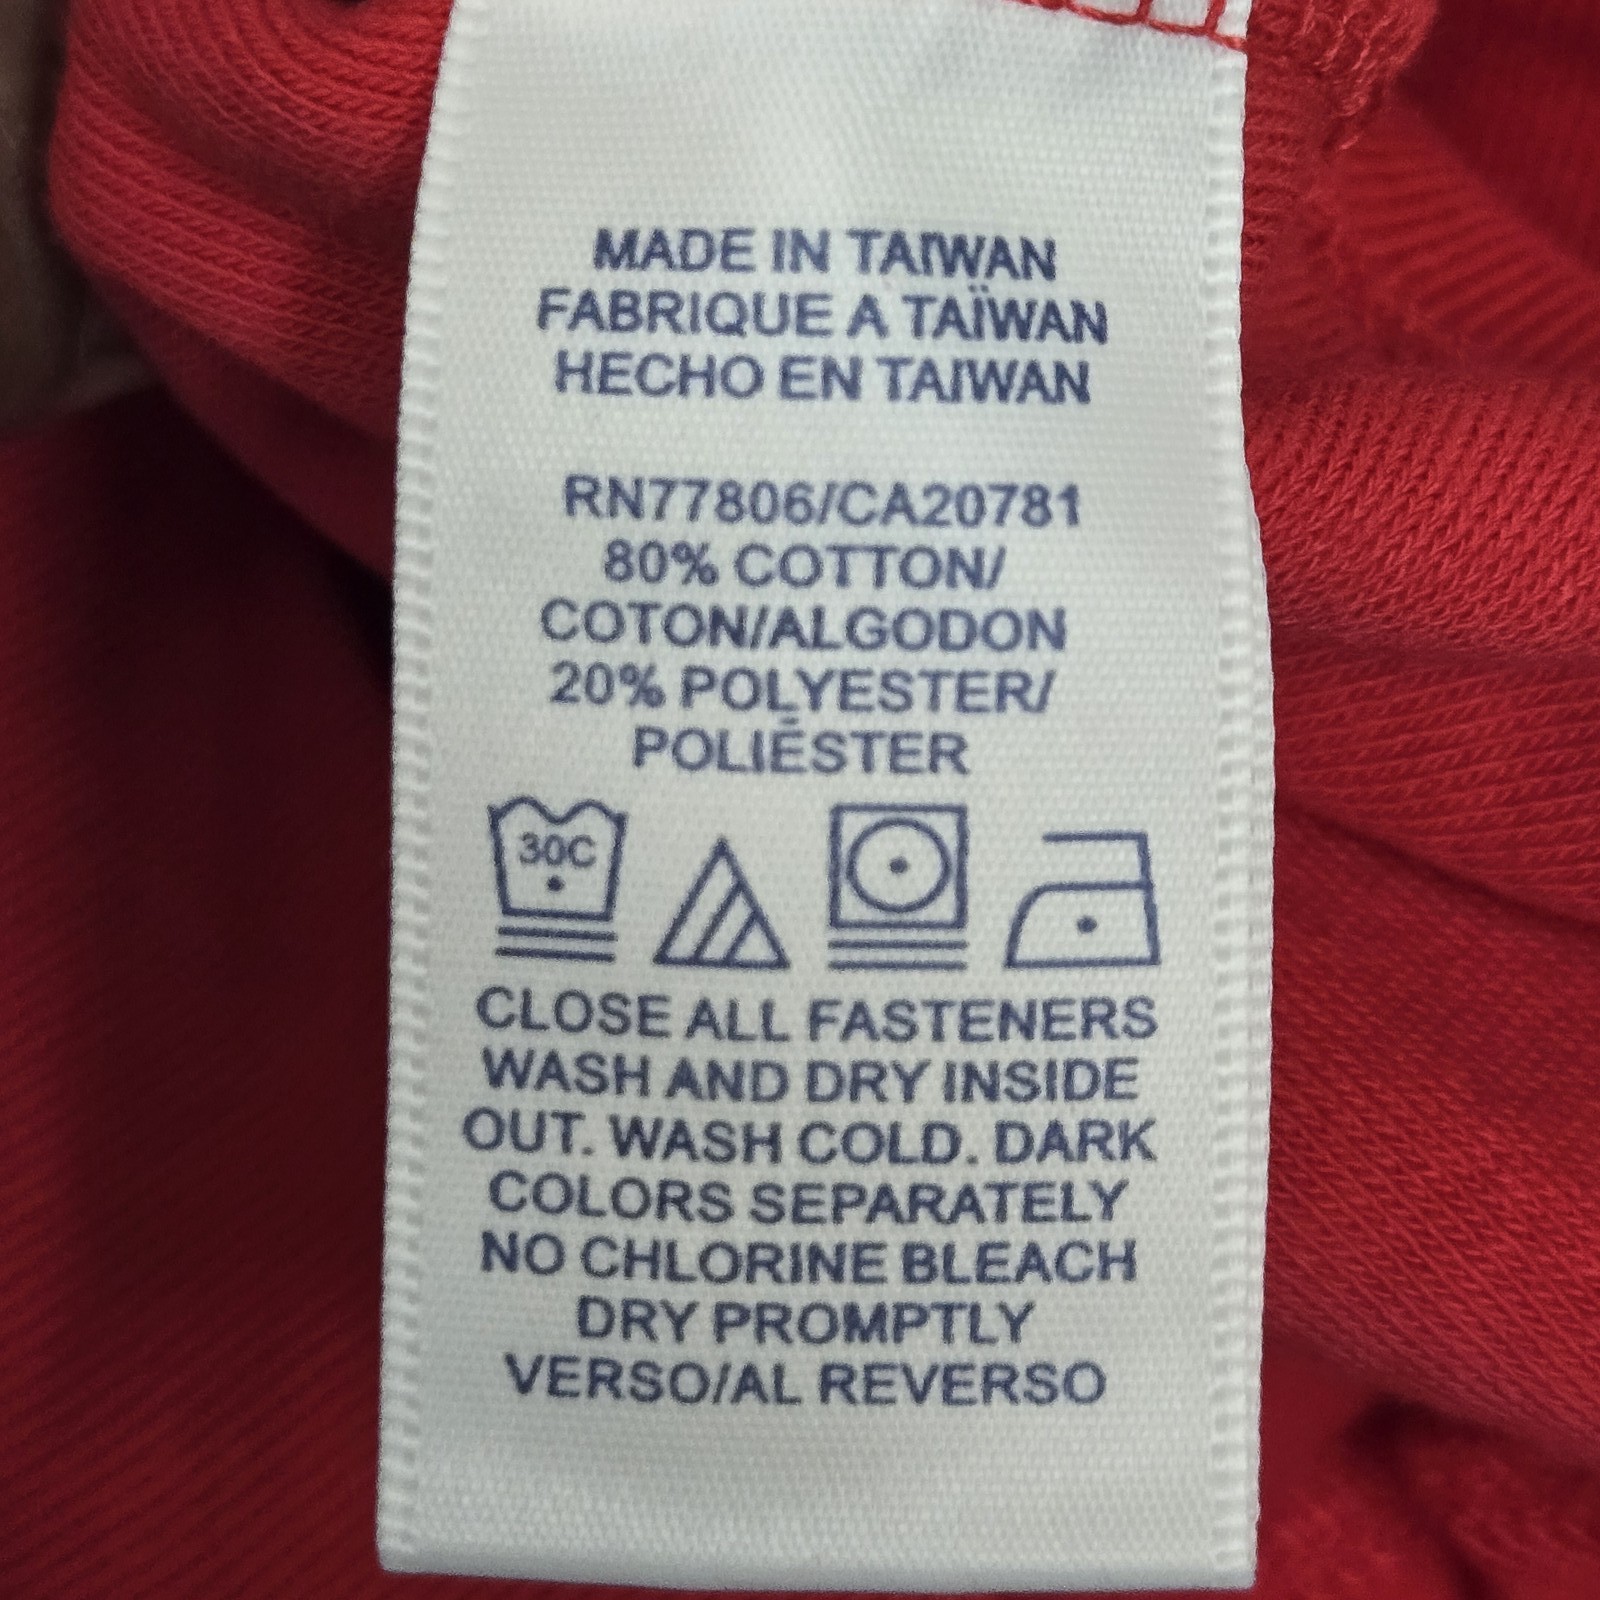 MADE IN TAIWAN
FABRIQUE A TAÏWAN
HECHO EN TAIWAN
RN77806/CA20781
80% COTTON/
COTON/ALGODON
20% POLYESTER/
POLIÉSTER
30C
CLOSE ALL FASTENERS
WASH AND DRY INSIDE
OUT. WASH COLD. DARK
COLORS SEPARATELY
NO CHLORINE BLEACH
DRY PROMPTLY
VERSO/AL REVERSO